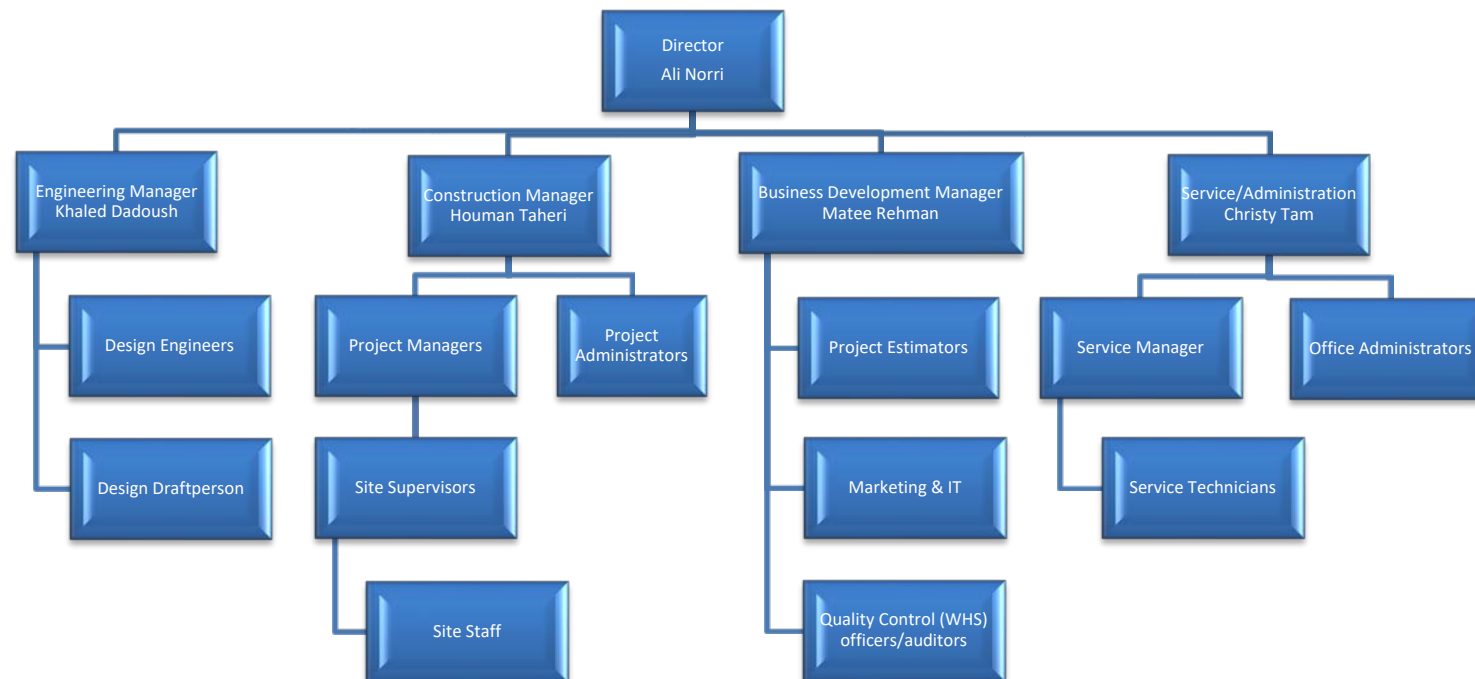 Director
Ali Norri
Engineering Manager
Khaled Dadoush
Construction Manager
Houman Taheri
Business Development Manager
Matee Rehman
Service/Administration
Christy Tam
Design Engineers
Project Managers
Project
Administrators
Project Estimators
Service Manager
Office Administrators
Design Draftperson
Site Supervisors
Marketing & IT
Service Technicians
Site Staff
Quality Control (WHS)
officers/auditors